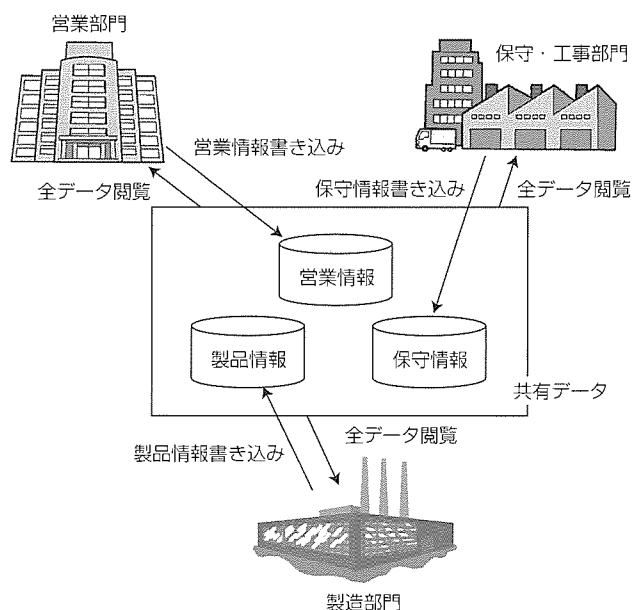 営業部門
保守・工事部門
営業情報書き込み
全データ閲覧
保守情報書き込み
全データ閲覧
営業情報
製品情報
保守情報
共有データ
全データ閲覧
製品情報書き込み
製造部門